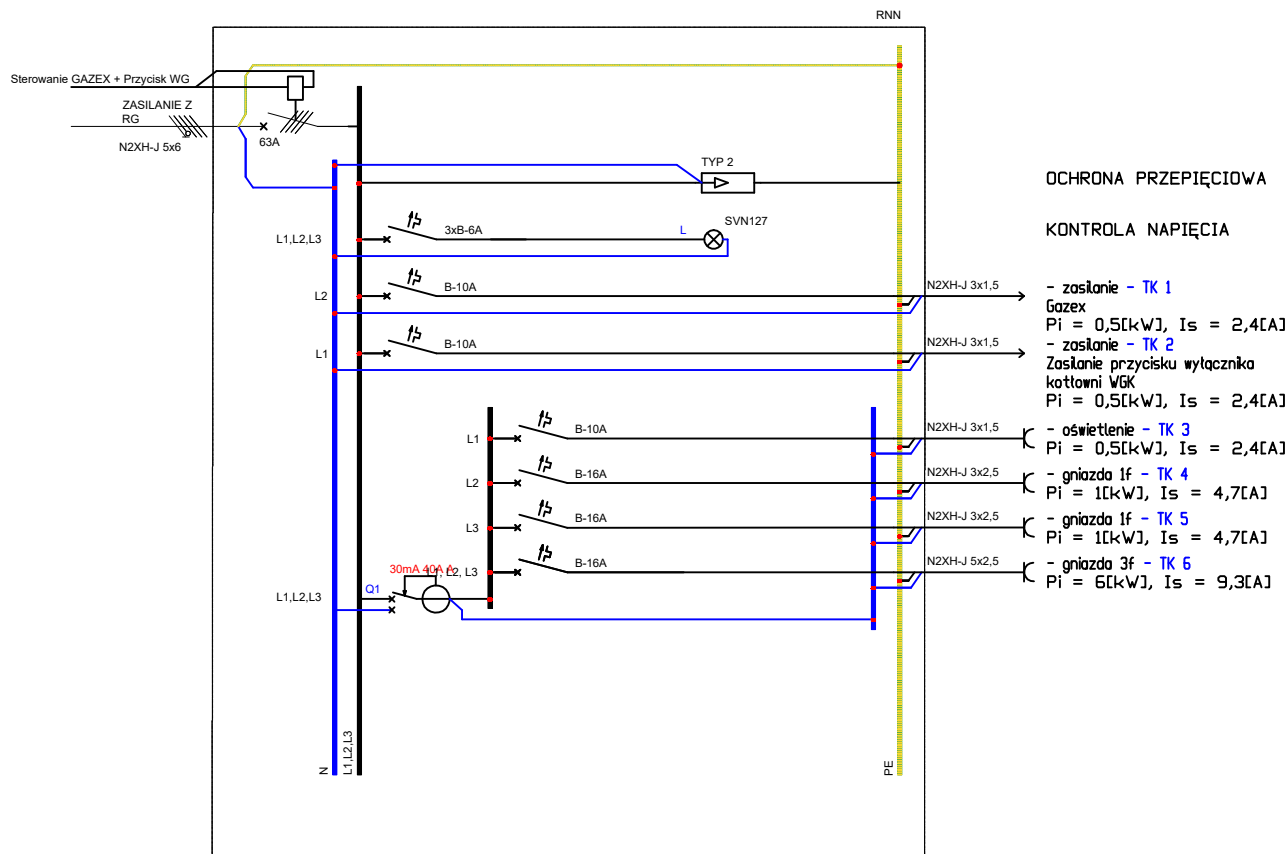 RNN
Sterowanie GAZEX + Przycisk WG
ZASILANIE Z
RG
63A
N2XH-J 5x6
TYP 2
OCHRONA PRZEPIĘCIOWA
SVN127
L1,L2,L3
3xB-6A
L
KONTROLA NAPIĘCIA
L2
B-10A
N2XH-J 3x1,5
- zasilanie - TK 1
Gazex
Pi = 0,5[kW], Is = 2,4[A]
L1
B-10A
N2XH-J 3x1,5
- zasilanie - TK 2
Zasilanie przycisku wyłącznika
kotłowni WGK
Pi = 0,5[kW], Is = 2,4[A]
L1
B-10A
N2XH-J 3x1,5
- oświetlenie - TK 3
Pi = 0,5[kW], Is = 2,4[A]
L2
B-16A
N2XH-J 3x2,5
- gniazda 1f - TK 4
Pi = 1[kW], Is = 4,7[A]
L3
B-16A
N2XH-J 3x2,5
- gniazda 1f - TK 5
Pi = 1[kW], Is = 4,7[A]
30mA 40A
L2, L3
B-16A
N2XH-J 5x2,5
- gniazda 3f - TK 6
Pi = 6[kW], Is = 9,3[A]
L1,L2,L3
Q1
N
L1,L2,L3
PE